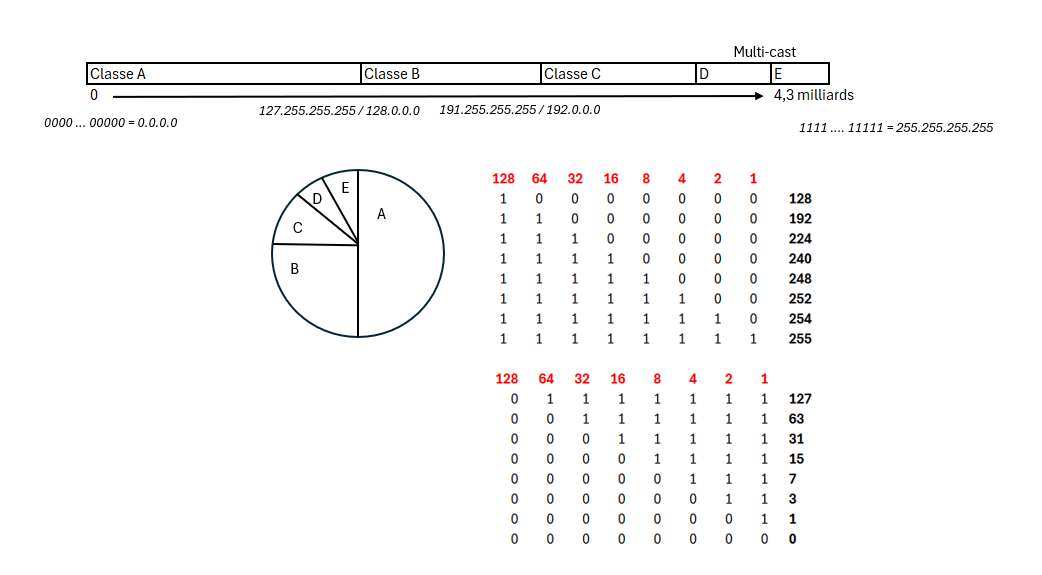 Multi-cast
Classe A Classe B Classe C D E
0 4,3 milliards
127.255.255.255 / 128.0.0.0 191.255.255.255 / 192.0.0.0
0000 ... 00000 = 0.0.0.0
1111 .... 11111 = 255.255.255.255
E
D
A
C
B
128 64 32 16 8 4 2 1
1 0 0 0 0 0 0 0 128
1 1 0 0 0 0 0 0 192
1 1 1 0 0 0 0 0 224
1 1 1 1 0 0 0 0 240
1 1 1 1 1 0 0 0 248
1 1 1 1 1 1 0 0 252
1 1 1 1 1 1 1 0 254
1 1 1 1 1 1 1 1 255
128 64 32 16 8 4 2 1
0 1 1 1 1 1 1 1 127
0 0 1 1 1 1 1 1 63
0 0 0 1 1 1 1 1 31
0 0 0 0 1 1 1 1 15
0 0 0 0 0 1 1 1 7
0 0 0 0 0 0 1 1 3
0 0 0 0 0 0 0 1 1
0 0 0 0 0 0 0 0 0